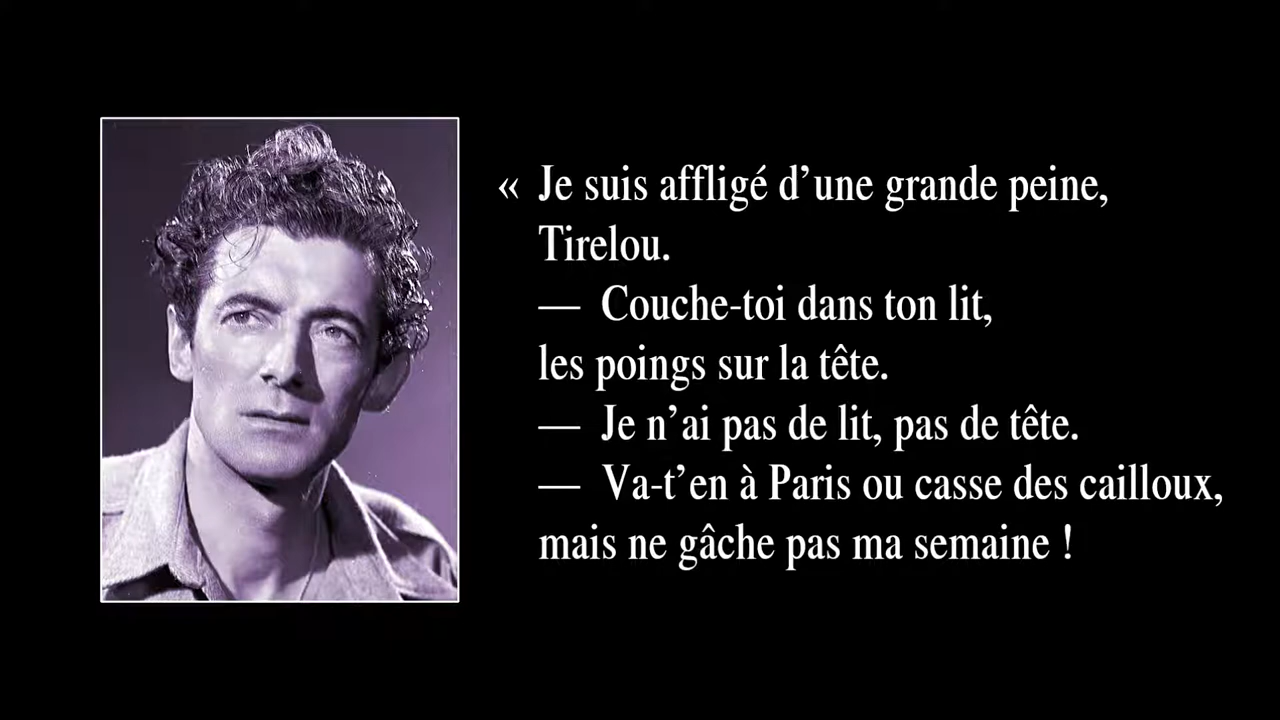 « Je suis affligé d’une grande peine,
Tirelou.
— Couche-toi dans ton lit,
les poings sur la tête.
— Je n’ai pas de lit, pas de tête.
— Va-t’en à Paris ou casse des cailloux,
mais ne gâche pas ma semaine !